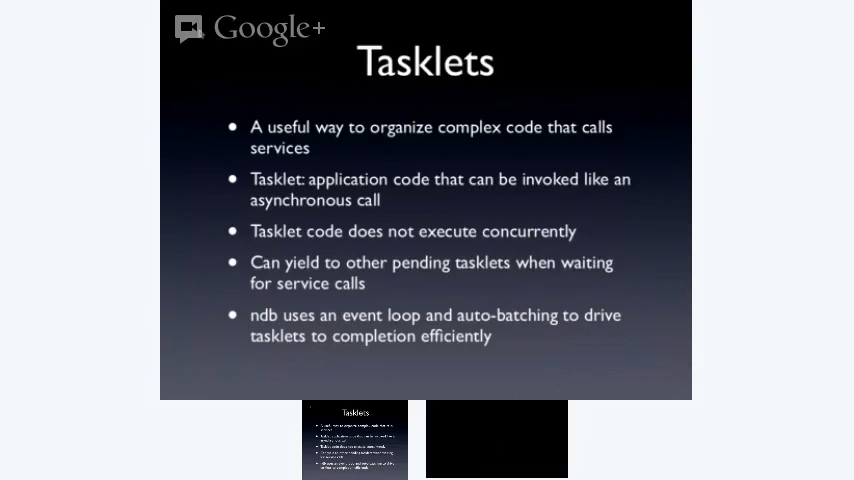 Google+
Tasklets
• A useful way to organize complex code that calls
services
• Tasklet: application code that can be invoked like an
asynchronous call
• Tasklet code does not execute concurrently
• Can yield to other pending tasklets when waiting
for service calls
• ndb uses an event loop and auto-batching to drive
tasklets to completion efficiently
Tasklets